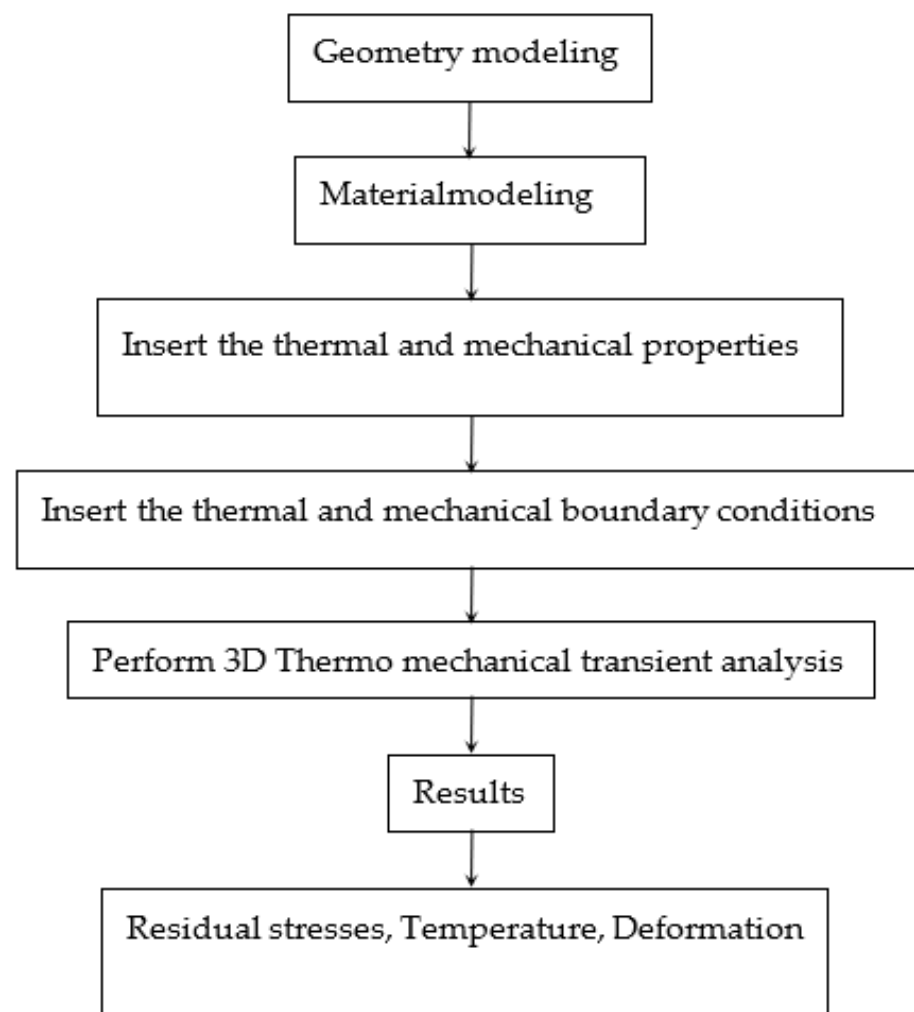 Geometry modeling
Materialmodeling
Insert the thermal and mechanical properties
Insert the thermal and mechanical boundary conditions
Perform 3D Thermo mechanical transient analysis
Results
Residual stresses, Temperature, Deformation